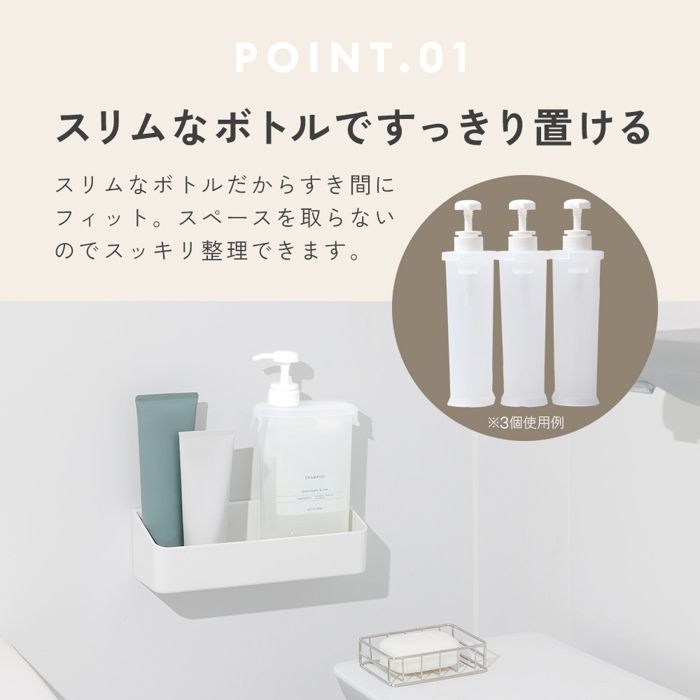 POINT.01
スリムなボトルですっきり置ける
スリムなボトルだからすき間に
フィット。スペースを取らない
のでスッキリ整理できます。
※3個使用例
SHAMPOO